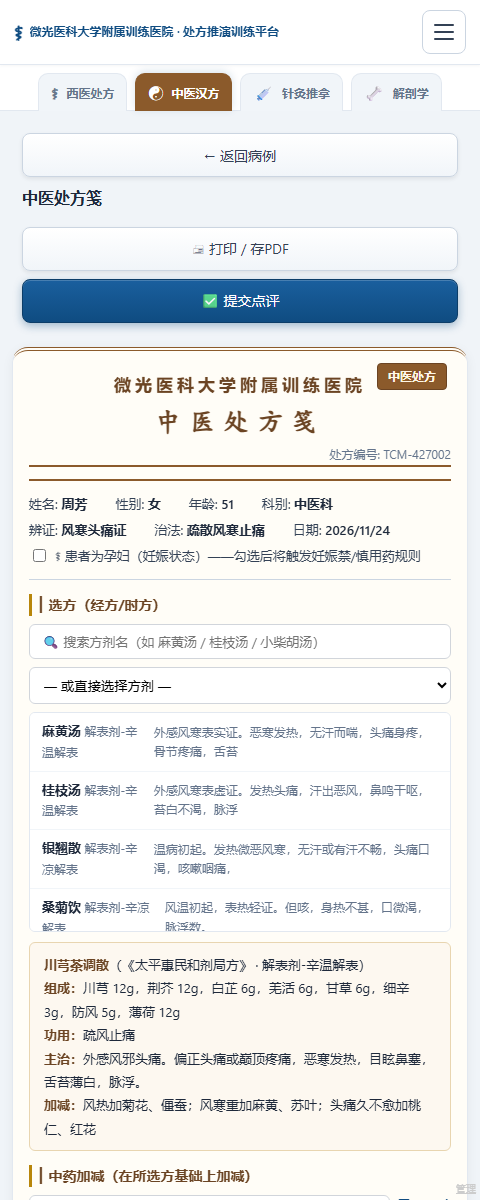 微光医科大学附属训练医院 · 处方推演训练平台
西医处方
中医汉方
针灸推拿
解剖学
← 返回病例
中医处方笺
打印 / 存PDF
提交点评
中医处方
微光医科大学附属训练医院
中医处方笺
处方编号: TCM-427002
姓名: 周芳 性别: 女 年龄: 51 科别: 中医科
辨证: 风寒头痛证 治法: 疏散风寒止痛 日期: 2026/11/24
患者为孕妇（妊娠状态）——勾选后将触发妊娠禁/慎用药规则
选方（经方/时方）
搜索方剂名（如 麻黄汤 / 桂枝汤 / 小柴胡汤）
— 或直接选择方剂 —
麻黄汤 解表剂-辛温解表
外感风寒表实证。恶寒发热，无汗而喘，头痛身疼，
骨节疼痛，舌苔
桂枝汤 解表剂-辛温解表
外感风寒表虚证。发热头痛，汗出恶风，鼻鸣干呕，
苔白不渴，脉浮
银翘散 解表剂-辛凉解表
温病初起。发热微恶风寒，无汗或有汗不畅，头痛口
渴，咳嗽咽痛，
桑菊饮 解表剂-辛凉解表
风温初起，表热轻证。但咳，身热不甚，口微渴，
脉浮数。
川芎茶调散（《太平惠民和剂局方》 · 解表剂-辛温解表）
组成：川芎 12g，荆芥 12g，白芷 6g，羌活 6g，甘草 6g，细辛
3g，防风 5g，薄荷 12g
功用：疏风止痛
主治：外感风邪头痛。偏正头痛或巅顶疼痛，恶寒发热，目眩鼻塞，
舌苔薄白，脉浮。
加减：风热加菊花、僵蚕；风寒重加麻黄、苏叶；头痛久不愈加桃
仁、红花
中药加减（在所选方基础上加减）
管理